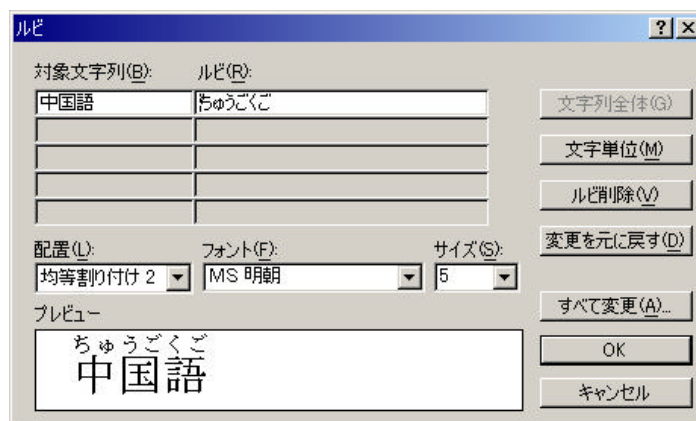 ルビ
対象文字列(B): ルビ(R):
中国語 ちゅうごくご
文字列全体(G)
文字単位(M)
ルビ削除(V)
変更を元に戻す(D)
配置(L): フォント(F): サイズ(S):
均等割り付け 2 MS 明朝 5
すべて変更(A)...
プレビュー
ちゅうごくご
中国語
OK
キャンセル